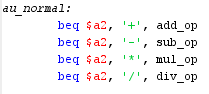 au_normal:
beq $a2, '+', add_op
beq $a2, '-', sub_op
beq $a2, '*', mul_op
beq $a2, '/', div_op